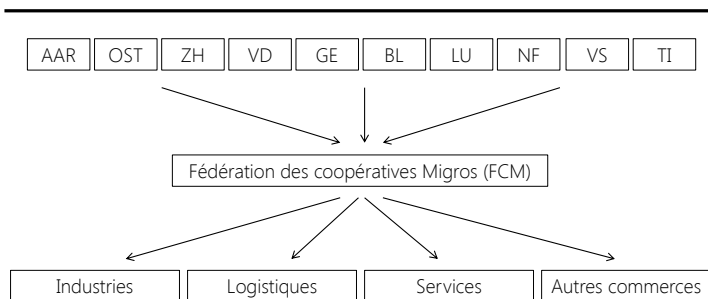 AAR OST ZH VD GE BL LU NF VS TI
Fédération des coopératives Migros (FCM)
Industries Logistiques Services Autres commerces